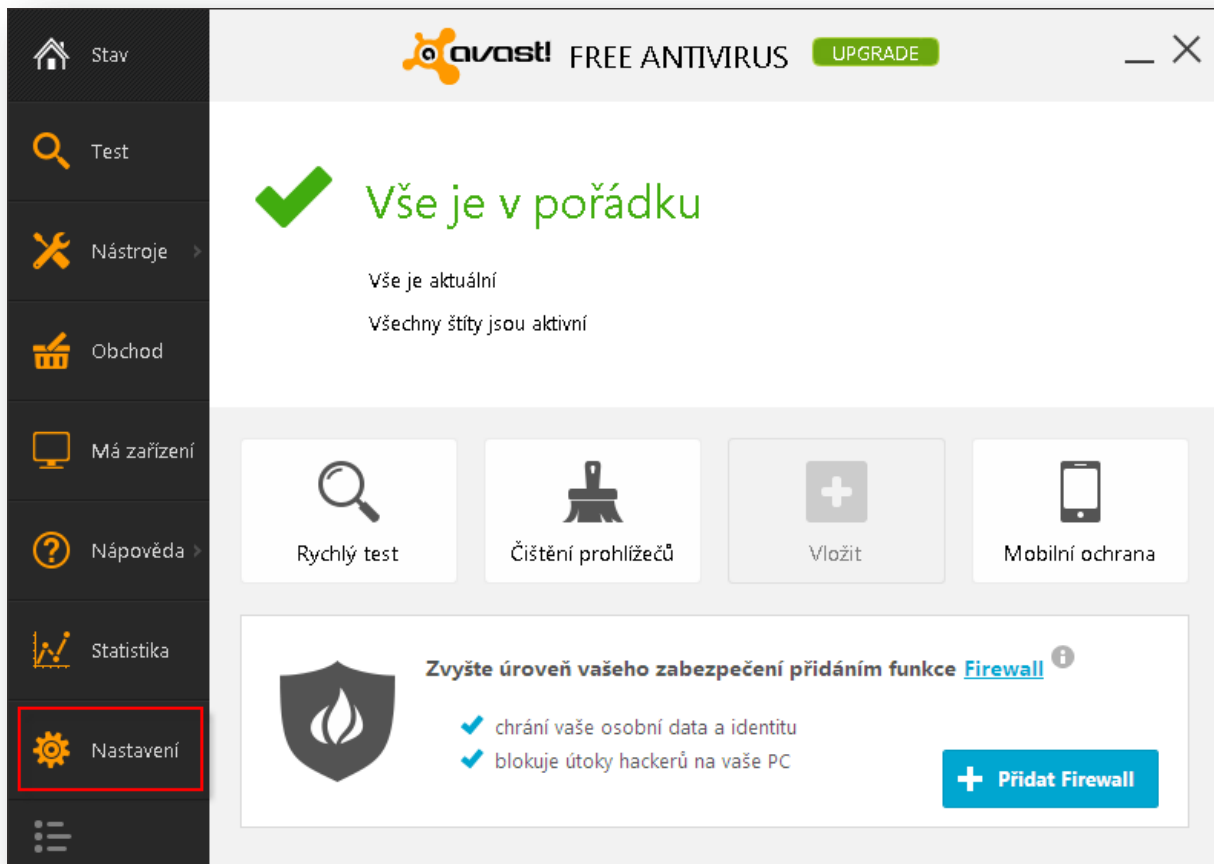 Stav
avast! FREE ANTIVIRUS UPGRADE
Test
Nástroje
Obchod
Má zařízení
Nápověda
Statistika
Nastavení
Vše je v pořádku
Vše je aktuální
Všechny štíty jsou aktivní
Rychlý test
Čištění prohlížečů
Vložit
Mobilní ochrana
Zvyšte úroveň vašeho zabezpečení přidáním funkce Firewall
chrání vaše osobní data a identitu
blokuje útoky hackerů na vaše PC
Přidat Firewall